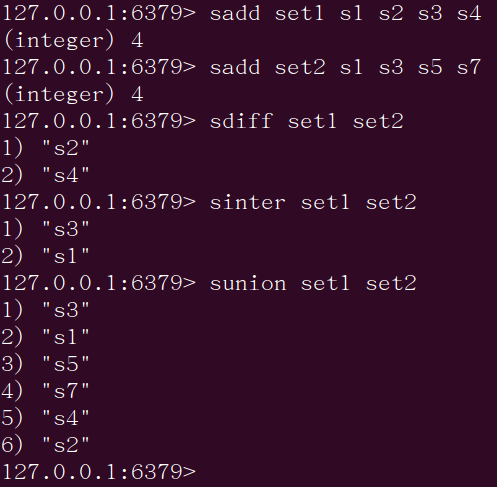 127.0.0.1:6379> sadd set1 s1 s2 s3 s4
(integer) 4
127.0.0.1:6379> sadd set2 s1 s3 s5 s7
(integer) 4
127.0.0.1:6379> sdiff set1 set2
1) "s2"
2) "s4"
127.0.0.1:6379> sinter set1 set2
1) "s3"
2) "s1"
127.0.0.1:6379> sunion set1 set2
1) "s3"
2) "s1"
3) "s5"
4) "s7"
5) "s4"
6) "s2"
127.0.0.1:6379>